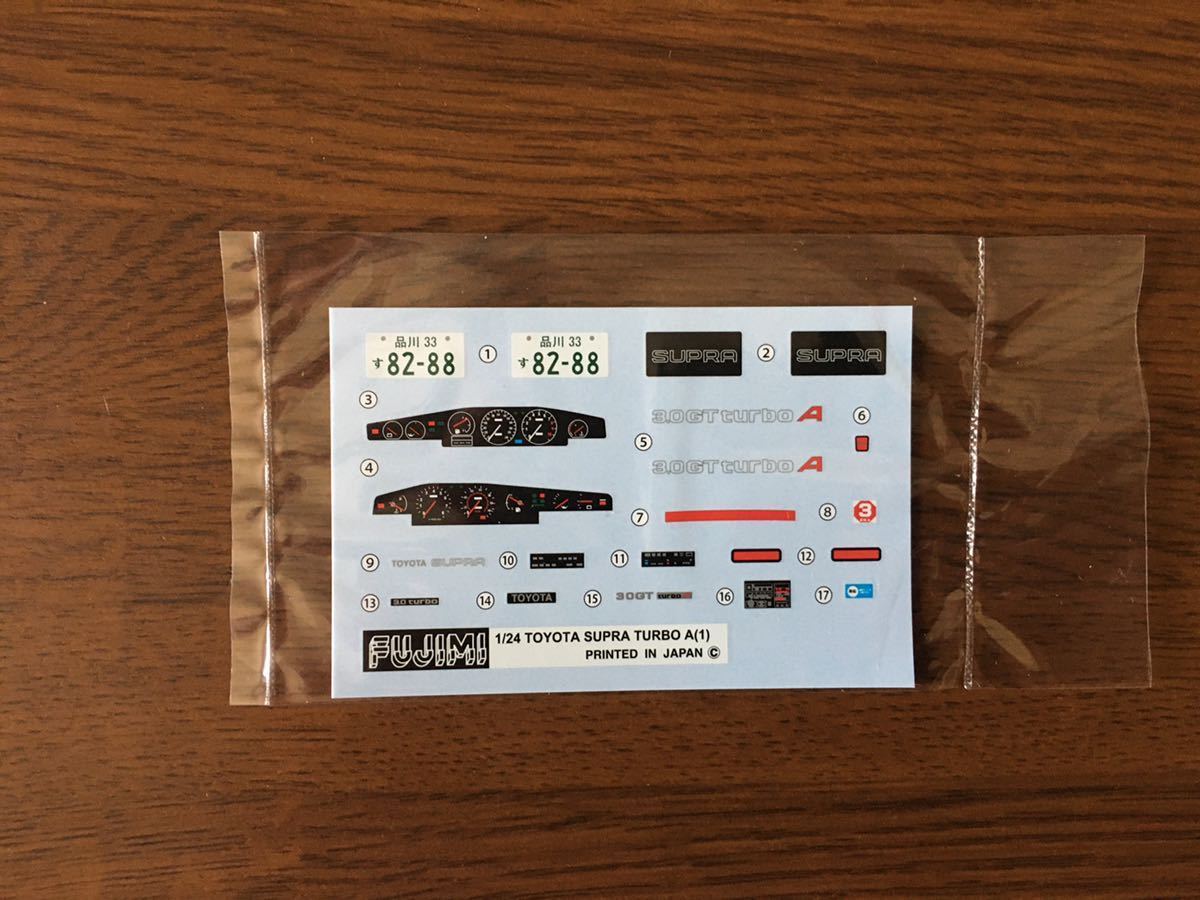 品川 33
す 82-88
①
品川 33
す 82-88
SUPRA
②
SUPRA
③
3.0GT turbo A
⑥
⑤
④
3.0GT turbo A
⑦
⑧
3
⑨
TOYOTA SUPRA
⑩
⑪
⑫
⑬
3.0 turbo
⑭
TOYOTA
⑮
3.0GT turbo A
⑯
⑰
FUJIMI
1/24 TOYOTA SUPRA TURBO A(1)
PRINTED IN JAPAN ©